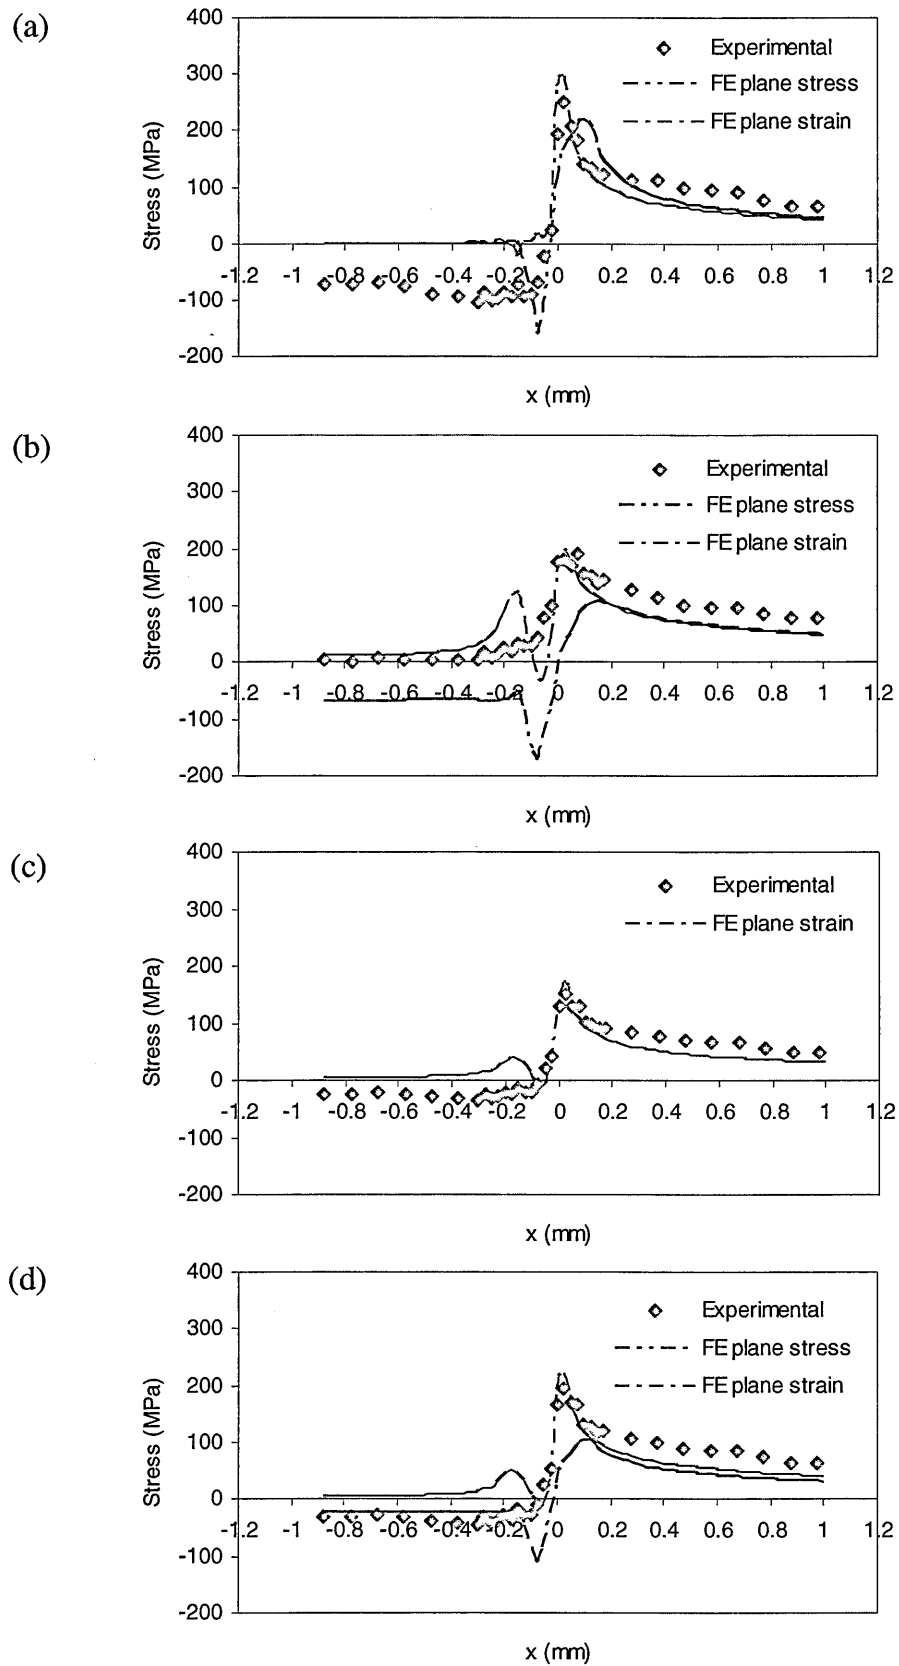 (a)
400
Experimental
300
FE plane stress
200
FE plane strain
Stress (MPa)
100
0
-1.2 -1 -0.8 -0.6 -0.4 -0.2 0 0.2 0.4 0.6 0.8 1 1.2
-100
-200
x (mm)
(b)
400
Experimental
300
FE plane stress
200
FE plane strain
Stress (MPa)
100
0
-1.2 -1 -0.8 -0.6 -0.4 -0.2 0 0.2 0.4 0.6 0.8 1 1.2
-100
-200
x (mm)
(c)
400
Experimental
300
FE plane strain
200
Stress (MPa)
100
0
-1.2 -1 -0.8 -0.6 -0.4 -0.2 0 0.2 0.4 0.6 0.8 1 1.2
-100
-200
x (mm)
(d)
400
Experimental
300
FE plane stress
200
FE plane strain
Stress (MPa)
100
0
-1.2 -1 -0.8 -0.6 -0.4 -0.2 0 0.2 0.4 0.6 0.8 1 1.2
-100
-200
x (mm)